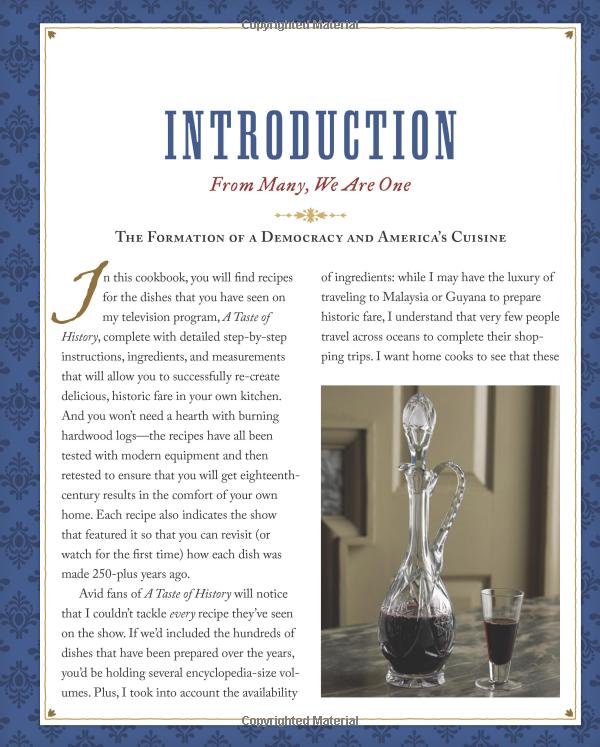 Copyrighted Material
INTRODUCTION
From Many, We Are One
The Formation of a Democracy and America's Cuisine
In this cookbook, you will find recipes
for the dishes that you have seen on
my television program, A Taste of
History, complete with detailed step-by-step
instructions, ingredients, and measurements
that will allow you to successfully re-create
delicious, historic fare in your own kitchen.
And you won't need a hearth with burning
hardwood logs—the recipes have all been
tested with modern equipment and then
retested to ensure that you will get eighteenth-
century results in the comfort of your own
home. Each recipe also indicates the show
that featured it so that you can revisit (or
watch for the first time) how each dish was
made 250-plus years ago.
Avid fans of A Taste of History will notice
that I couldn't tackle every recipe they've seen
on the show. If we'd included the hundreds of
dishes that have been prepared over the years,
you'd be holding several encyclopedia-size vol-
umes. Plus, I took into account the availability
of ingredients: while I may have the luxury of
traveling to Malaysia or Guyana to prepare
historic fare, I understand that very few people
travel across oceans to complete their shop-
ping trips. I want home cooks to see that these
Copyrighted Material